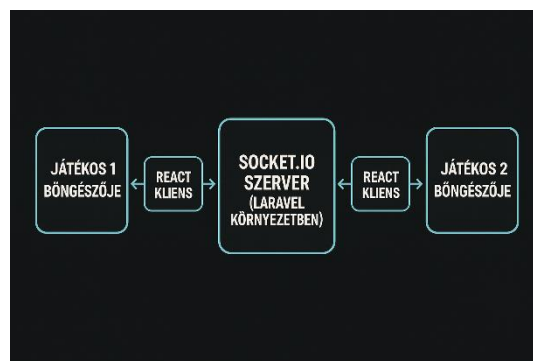 JÁTÉKOS 1
BÖNGÉSZŐJE
REACT
KLIENS
SOCKET.IO
SZERVER
(LARAVEL
KÖRNYEZETBEN)
REACT
KLIENS
JÁTÉKOS 2
BÖNGÉSZŐJE